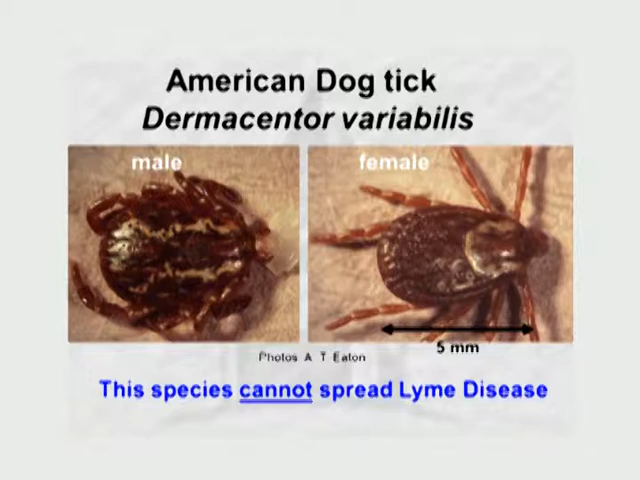 American Dog tick
Dermacentor variabilis
male
female
5 mm
Photos A T Eaton
This species cannot spread Lyme Disease